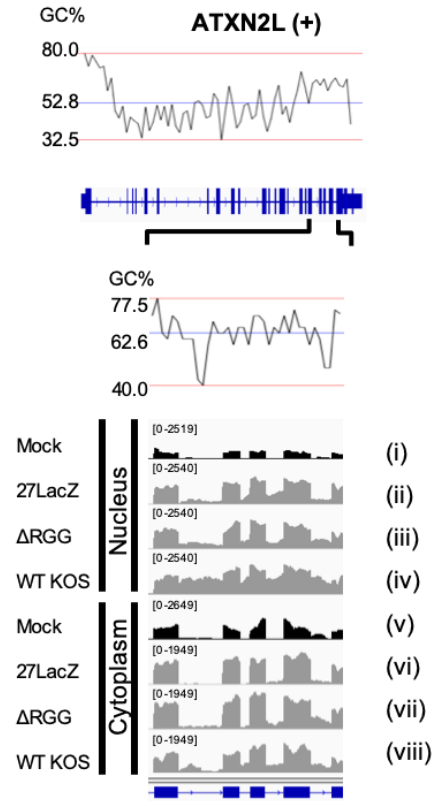 GC%
ATXN2L (+)
80.0
52.8
32.5
GC%
77.5
62.6
40.0
Nucleus
Mock
[0-2519]
(i)
27LacZ
[0-2540]
(ii)
ΔRGG
[0-2540]
(iii)
WT KOS
[0-2540]
(iv)
Cytoplasm
Mock
[0-2649]
(v)
27LacZ
[0-1949]
(vi)
ΔRGG
[0-1949]
(vii)
WT KOS
[0-1949]
(viii)